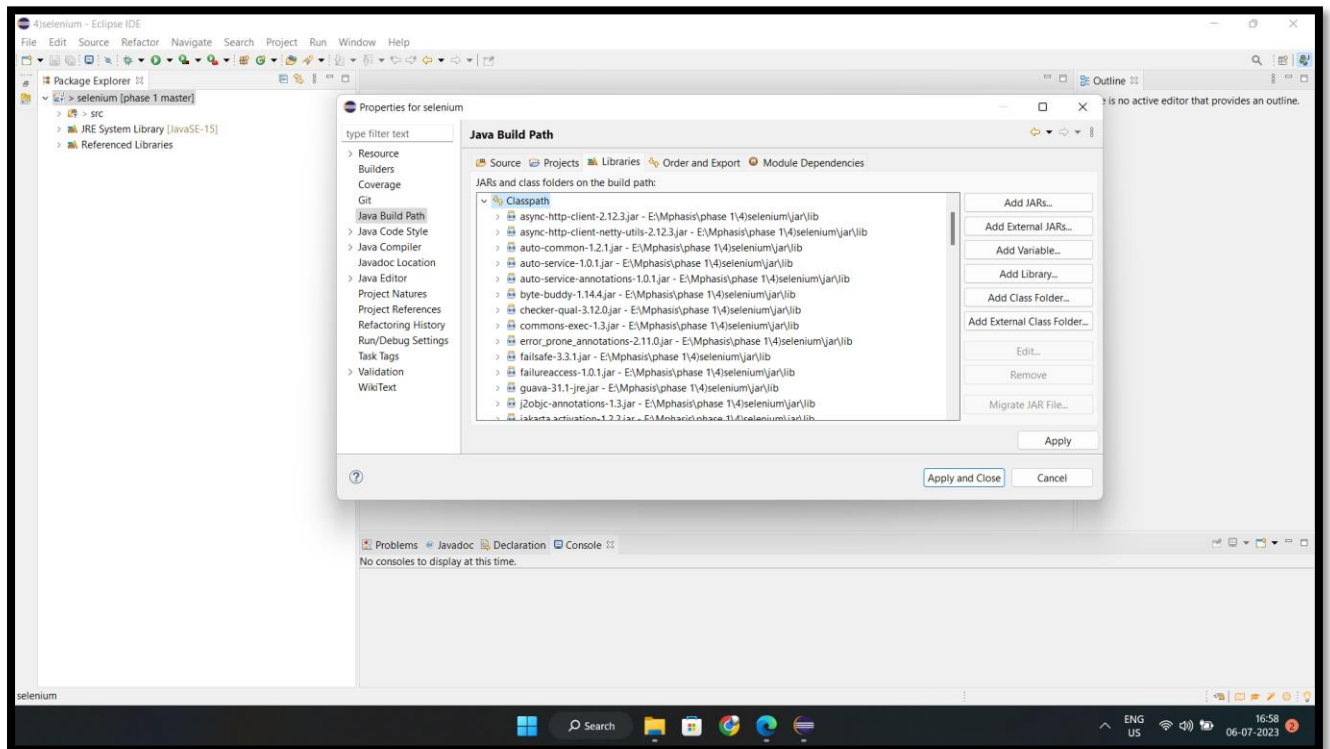 4)selenium - Eclipse IDE
File Edit Source Refactor Navigate Search Project Run Window Help
Package Explorer
> selenium [phase 1 master]
> src
JRE System Library [JavaSE-15]
Referenced Libraries
Outline
is no active editor that provides an outline.
Properties for selenium
type filter text
Resource
Builders
Coverage
Git
Java Build Path
Java Code Style
Java Compiler
Javadoc Location
Java Editor
Project Natures
Project References
Refactoring History
Run/Debug Settings
Task Tags
Validation
WikiText
Java Build Path
Source Projects Libraries Order and Export Module Dependencies
JARs and class folders on the build path:
Classpath
async-http-client-2.12.3.jar - E:\Mphasis\phase 1\4)selenium\jar\lib
async-http-client-netty-utils-2.12.3.jar - E:\Mphasis\phase 1\4)selenium\jar\lib
auto-common-1.2.1.jar - E:\Mphasis\phase 1\4)selenium\jar\lib
auto-service-1.0.1.jar - E:\Mphasis\phase 1\4)selenium\jar\lib
auto-service-annotations-1.0.1.jar - E:\Mphasis\phase 1\4)selenium\jar\lib
byte-buddy-1.14.4.jar - E:\Mphasis\phase 1\4)selenium\jar\lib
checker-qual-3.12.0.jar - E:\Mphasis\phase 1\4)selenium\jar\lib
commons-exec-1.3.jar - E:\Mphasis\phase 1\4)selenium\jar\lib
error_prone_annotations-2.11.0.jar - E:\Mphasis\phase 1\4)selenium\jar\lib
failsafe-3.3.1.jar - E:\Mphasis\phase 1\4)selenium\jar\lib
failureaccess-1.0.1.jar - E:\Mphasis\phase 1\4)selenium\jar\lib
guava-31.1-jre.jar - E:\Mphasis\phase 1\4)selenium\jar\lib
j2objc-annotations-1.3.jar - E:\Mphasis\phase 1\4)selenium\jar\lib
jakarta.activation-1.2.2.jar - E:\Mphasis\phase 1\4)selenium\jar\lib
Add JARs...
Add External JARs...
Add Variable...
Add Library...
Add Class Folder...
Add External Class Folder...
Edit...
Remove
Migrate JAR File...
Apply
Apply and Close Cancel
Problems Javadoc Declaration Console
No consoles to display at this time.
selenium
Search
ENG
US
16:58
06-07-2023
2